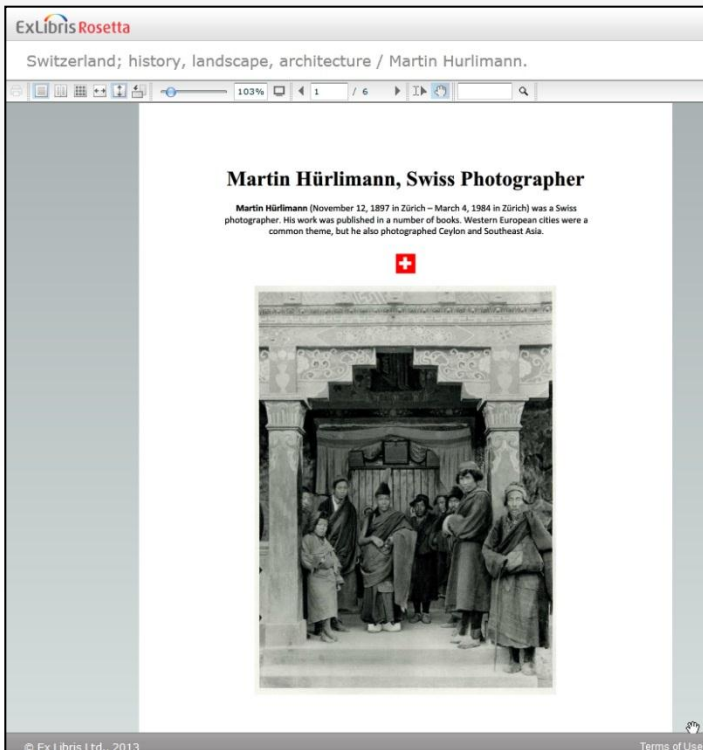 ExLibris Rosetta
Switzerland; history, landscape, architecture / Martin Hurlimann.
103% 1 / 6
Martin Hürlimann, Swiss Photographer
Martin Hürlimann (November 12, 1897 in Zürich – March 4, 1984 in Zürich) was a Swiss
photographer. His work was published in a number of books. Western European cities were a
common theme, but he also photographed Ceylon and Southeast Asia.
© Ex Libris Ltd., 2013 Terms of Use